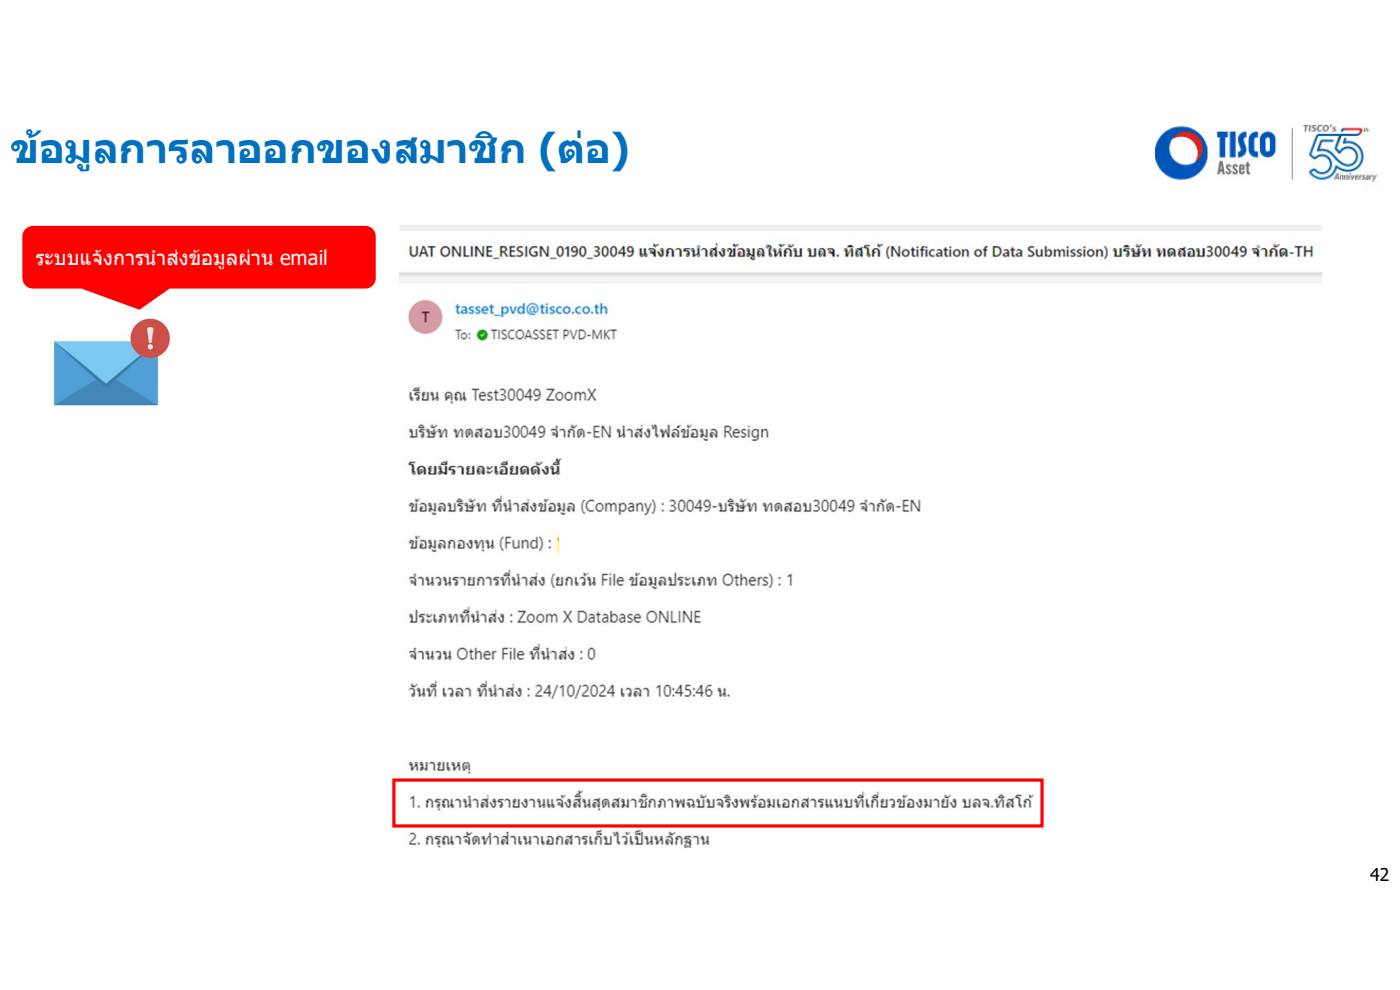 ข้อมูลการลาออกของสมาชิก (ต่อ)
TISCO
Asset
TISCO's
55th
Anniversary
ระบบแจ้งการนำส่งข้อมูลผ่าน email
!
UAT ONLINE_RESIGN_0190_30049 แจ้งการนำส่งข้อมูลให้กับ บลจ. ทิสโก้ (Notification of Data Submission) บริษัท ทดสอบ30049 จำกัด-TH
T
tasset_pvd@tisco.co.th
To: TISCOASSET PVD-MKT
เรียน คุณ Test30049 ZoomX
บริษัท ทดสอบ30049 จำกัด-EN นำส่งไฟล์ข้อมูล Resign
โดยมีรายละเอียดดังนี้
ข้อมูลบริษัท ที่นำส่งข้อมูล (Company) : 30049-บริษัท ทดสอบ30049 จำกัด-EN
ข้อมูลกองทุน (Fund) :
จำนวนรายการที่นำส่ง (ยกเว้น File ข้อมูลประเภท Others) : 1
ประเภทที่นำส่ง : Zoom X Database ONLINE
จำนวน Other File ที่นำส่ง : 0
วันที่ เวลา ที่นำส่ง : 24/10/2024 เวลา 10:45:46 น.
หมายเหตุ
1. กรุณานำส่งรายงานแจ้งสิ้นสุดสมาชิกภาพฉบับจริงพร้อมเอกสารแนบที่เกี่ยวข้องมายัง บลจ.ทิสโก้
2. กรุณาจัดทำสำเนาเอกสารเก็บไว้เป็นหลักฐาน
42